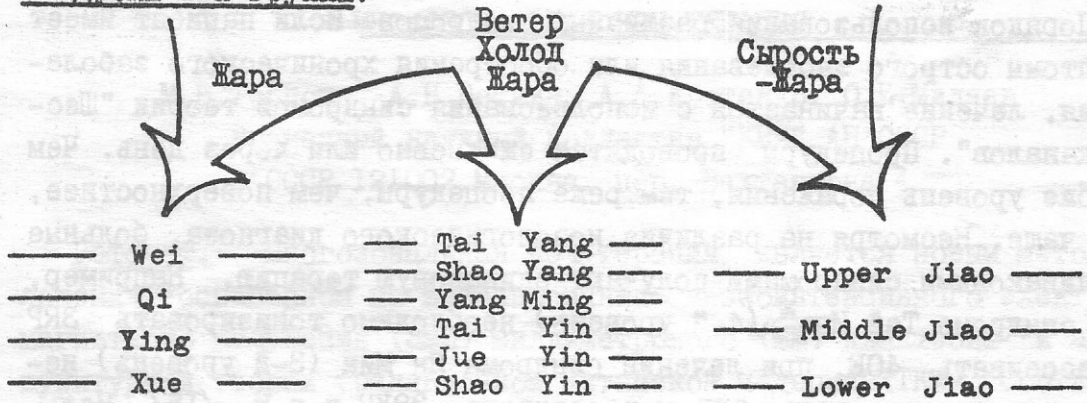 Ветер
Холод
Жара
Жара
Сырость
-Жара
Wei
Qi
Ying
Xue
Tai Yang
Shao Yang
Yang Ming
Tai Yin
Jue Yin
Shao Yin
Upper Jiao
Middle Jiao
Lower Jiao